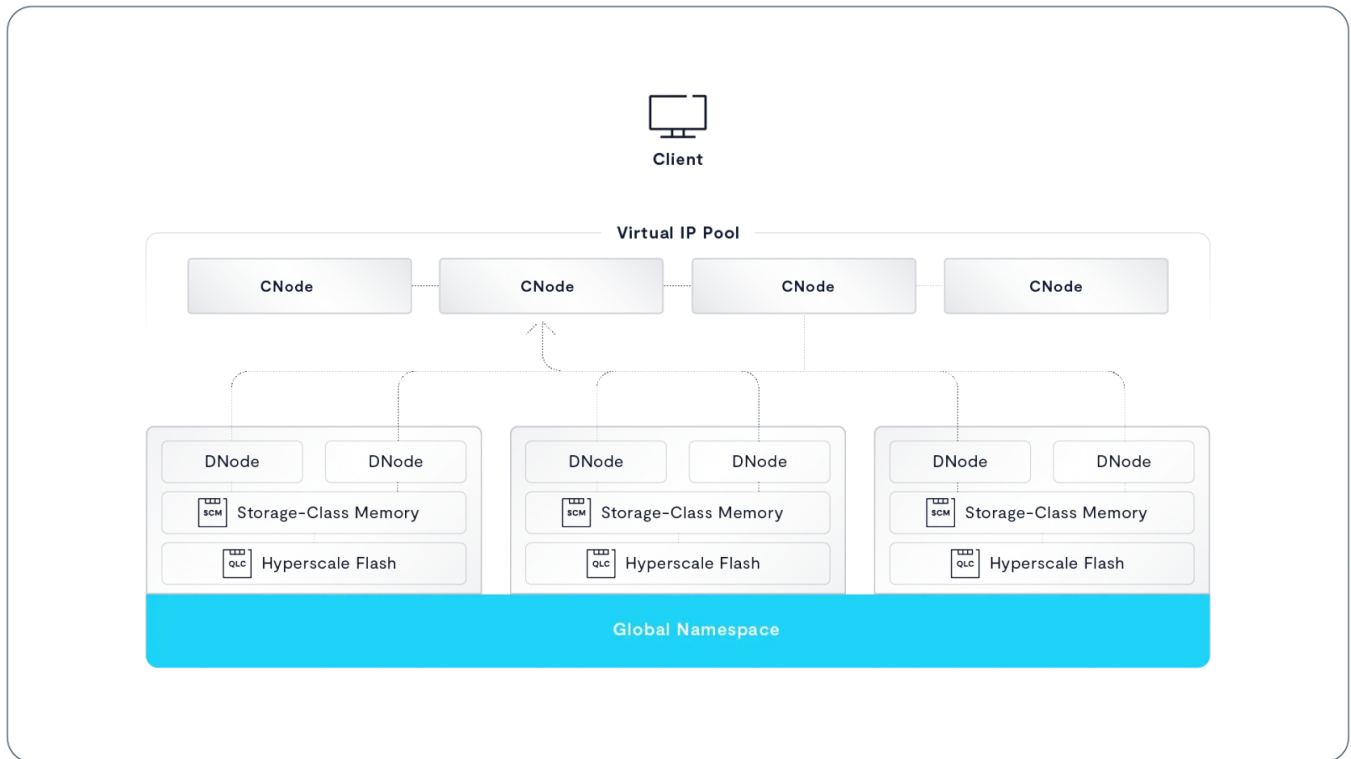 Client
Virtual IP Pool
CNode CNode CNode CNode
DNode DNode DNode DNode DNode DNode
SCM Storage-Class Memory SCM Storage-Class Memory SCM Storage-Class Memory
QLC Hyperscale Flash QLC Hyperscale Flash QLC Hyperscale Flash
Global Namespace